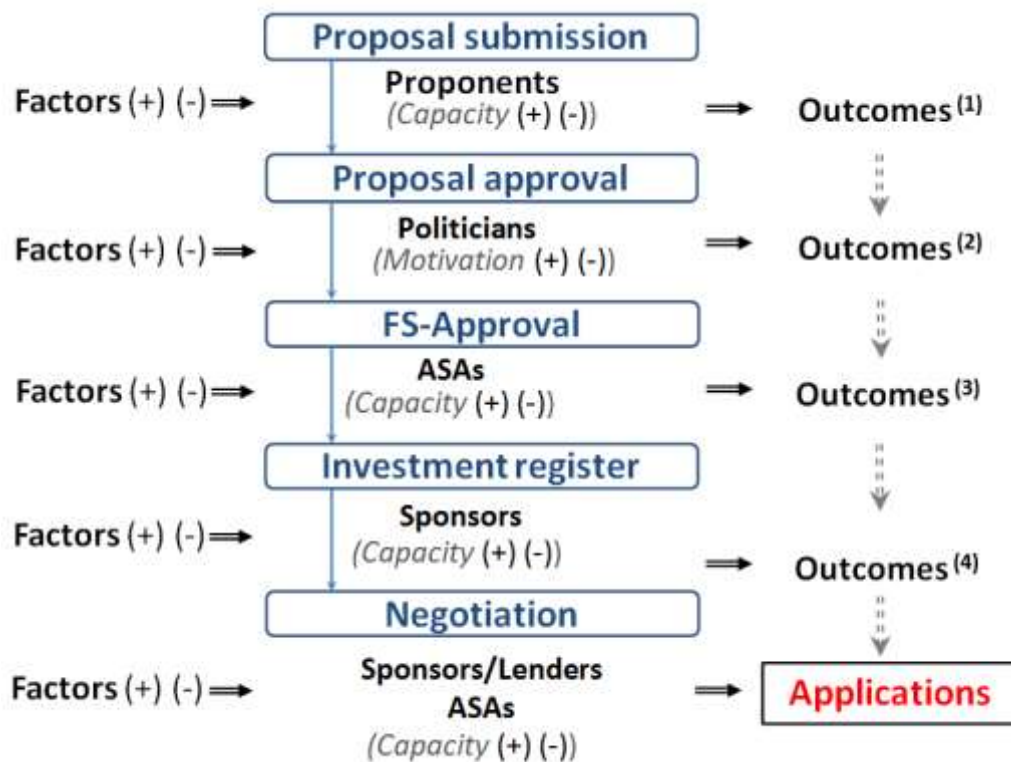 Proposal submission
Factors (+) (-)
Proponents
(Capacity (+) (-))
Outcomes (1)
Proposal approval
Factors (+) (-)
Politicians
(Motivation (+) (-))
Outcomes (2)
FS-Approval
Factors (+) (-)
ASAs
(Capacity (+) (-))
Outcomes (3)
Investment register
Factors (+) (-)
Sponsors
(Capacity (+) (-))
Outcomes (4)
Negotiation
Factors (+) (-)
Sponsors/Lenders
ASAs
(Capacity (+) (-))
Applications